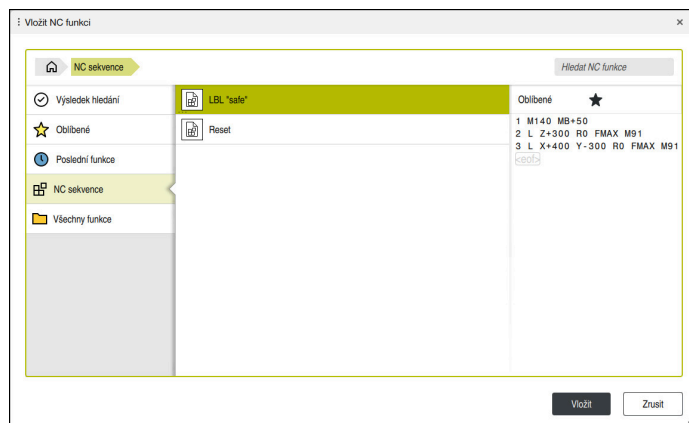 Vložit NC funkci
NC sekvence
Hledat NC funkce
Výsledek hledání
Oblíbené
Poslední funkce
NC sekvence
Všechny funkce
LBL "safe"
Reset
Oblíbené
1 M140 MB+50
2 L Z+300 R0 FMAX M91
3 L X+400 Y-300 R0 FMAX M91
<eof>
Vložit
Zrusit